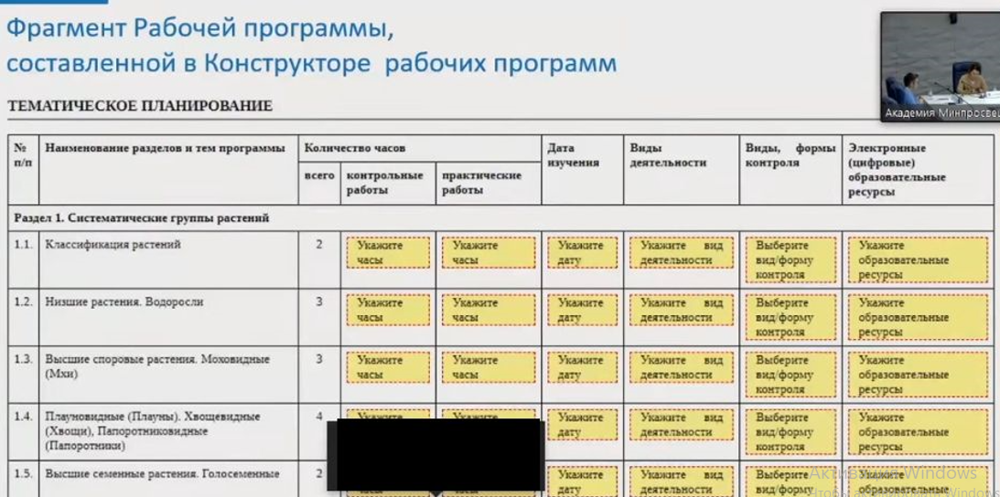 Фрагмент Рабочей программы,
составленной в Конструкторе рабочих программ
Академия Минпросве
ТЕМАТИЧЕСКОЕ ПЛАНИРОВАНИЕ
№ п/п
Наименование разделов и тем программы
Количество часов
всего
контрольные
работы
практические
работы
Дата
изучения
Виды
деятельности
Виды, формы
контроля
Электронные
(цифровые)
образовательные
ресурсы
Раздел 1. Систематические группы растений
1.1.
Классификация растений
2
Укажите
часы
Укажите
часы
Укажите
дату
Укажите вид
деятельности
Выберите
вид/форму
контроля
Укажите
образовательные
ресурсы
1.2.
Низшие растения. Водоросли
3
Укажите
часы
Укажите
часы
Укажите
дату
Укажите вид
деятельности
Выберите
вид/форму
контроля
Укажите
образовательные
ресурсы
1.3.
Высшие споровые растения. Моховидные
(Мхи)
3
Укажите
часы
Укажите
часы
Укажите
дату
Укажите вид
деятельности
Выберите
вид/форму
контроля
Укажите
образовательные
ресурсы
1.4.
Плауновидные (Плауны). Хвощевидные
(Хвощи), Папоротниковидные
(Папоротники)
4
Укажите
Укажите
Укажите
дату
Укажите вид
деятельности
Выберите
вид/форму
контроля
Укажите
образовательные
ресурсы
1.5.
Высшие семенные растения. Голосеменные
2
Укажите
дату
Укажите вид
деятельности
Выберите
вид/форму
Укажите
образовательные
Активация Windows